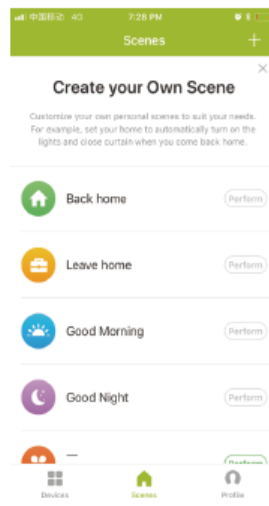 中国移动 4G 7:28 PM
Scenes +
Create your Own Scene
Customize your own personal scenes to suit your needs.
For example, set your home to automatically turn on the
lights and close curtain when you come back home.
Back home Perform
Leave home Perform
Good Morning Perform
Good Night Perform
Perform
Devices Scenes Profile